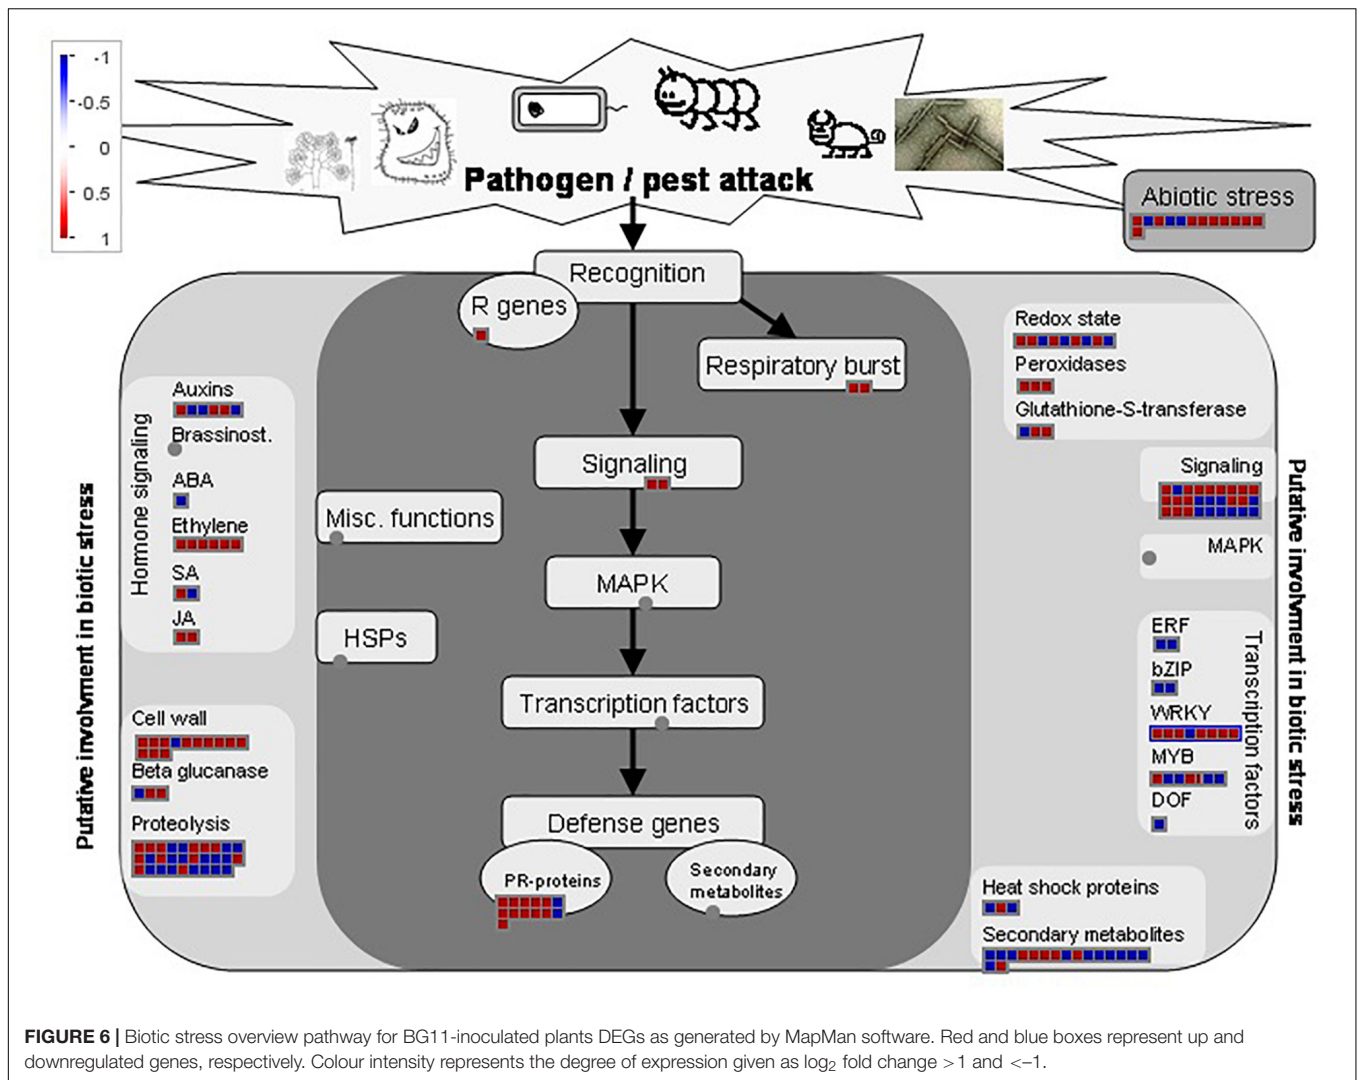 -1
-0.5
0
0.5
1
Pathogen / pest attack
Abiotic stress
Recognition
R genes
Respiratory burst
Redox state
Peroxidases
Glutathione-S-transferase
Hormone signaling
Auxins
Brassinost.
ABA
Ethylene
SA
JA
Signaling
Signaling
Misc. functions
MAPK
MAPK
HSPs
Putative involvment in biotic stress
Putative involvment in biotic stress
ERF
bZIP
WRKY
MYB
DOF
Transcription factors
Transcription factors
Cell wall
Beta glucanase
Proteolysis
Defense genes
PR-proteins
Secondary
metabolites
Heat shock proteins
Secondary metabolites
FIGURE 6 | Biotic stress overview pathway for BG11-inoculated plants DEGs as generated by MapMan software. Red and blue boxes represent up and
downregulated genes, respectively. Colour intensity represents the degree of expression given as log2 fold change >1 and <–1.